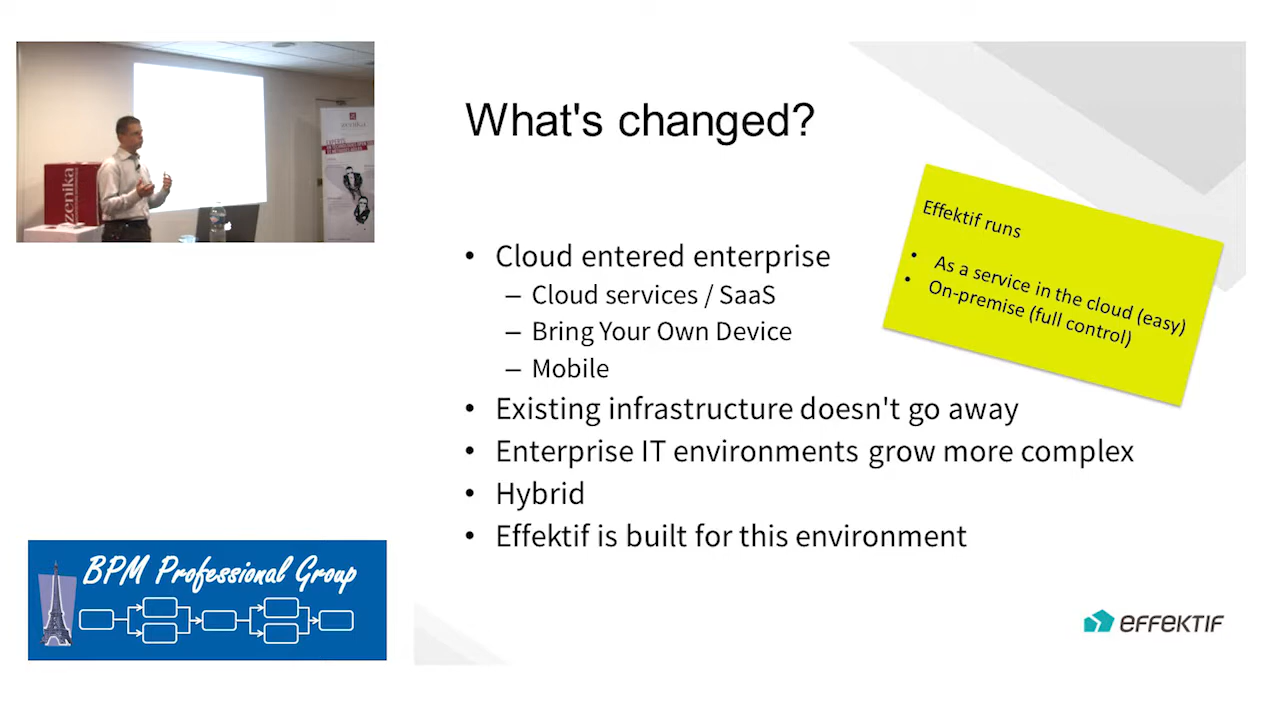 What's changed?
• Cloud entered enterprise
– Cloud services / SaaS
– Bring Your Own Device
– Mobile
• Existing infrastructure doesn't go away
• Enterprise IT environments grow more complex
• Hybrid
• Effektif is built for this environment
Effektif runs
• As a service in the cloud (easy)
• On-premise (full control)
zenika
zenika
BPM Professional Group
EFFEKTIF